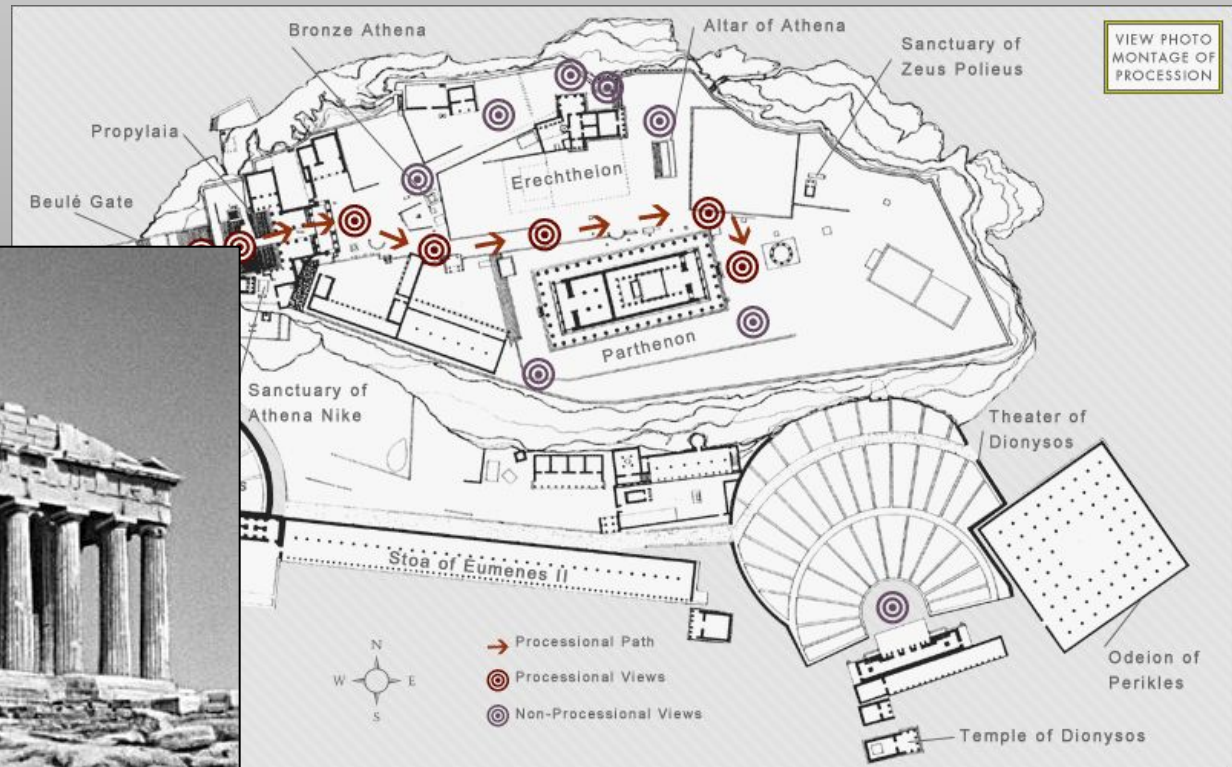 Bronze Athena
Altar of Athena
Sanctuary of
Zeus Polieus
VIEW PHOTO
MONTAGE OF
PROCESSION
Propylaia
Beulé Gate
Erechtheion
Parthenon
Sanctuary of
Athena Nike
Theater of
Dionysos
Stoa of Eumenes II
N
W E
S
Processional Path
Processional Views
Non-Processional Views
Odeion of
Perikles
Temple of Dionysos